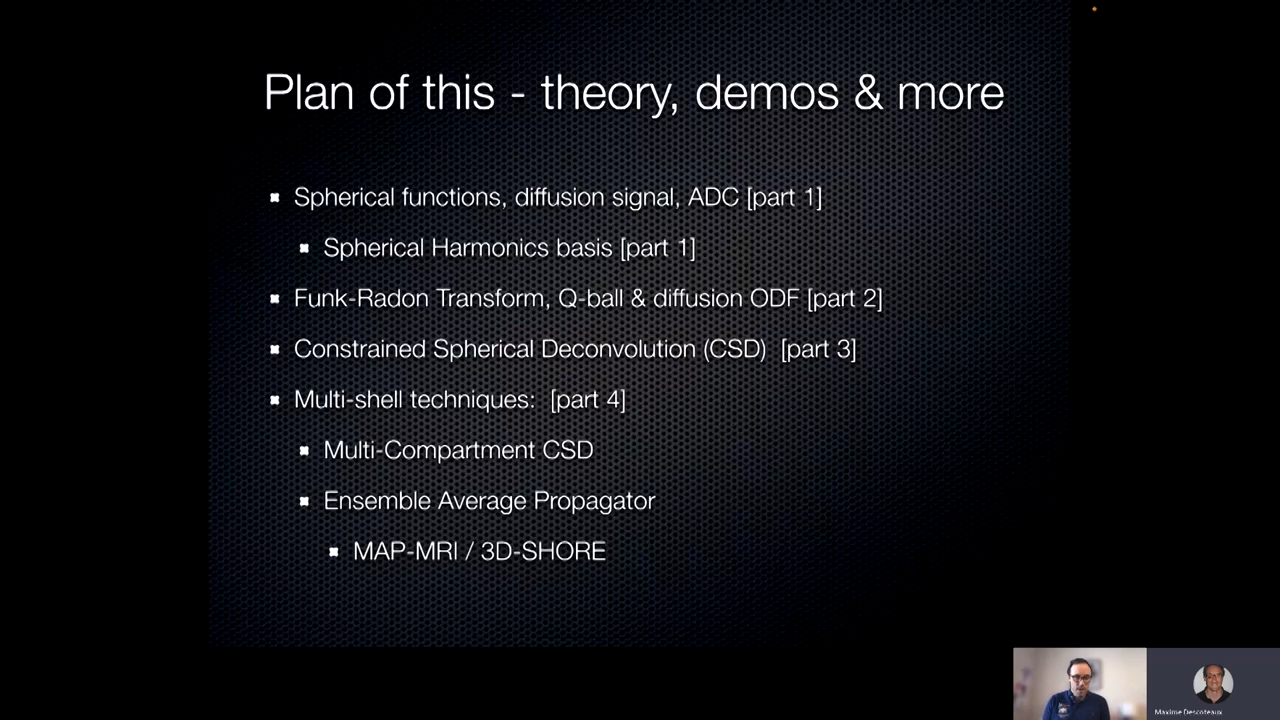 Plan of this - theory, demos & more
Spherical functions, diffusion signal, ADC [part 1]
Spherical Harmonics basis [part 1]
Funk-Radon Transform, Q-ball & diffusion ODF [part 2]
Constrained Spherical Deconvolution (CSD) [part 3]
Multi-shell techniques: [part 4]
Multi-Compartment CSD
Ensemble Average Propagator
MAP-MRI / 3D-SHORE
Maxime Descoteaux